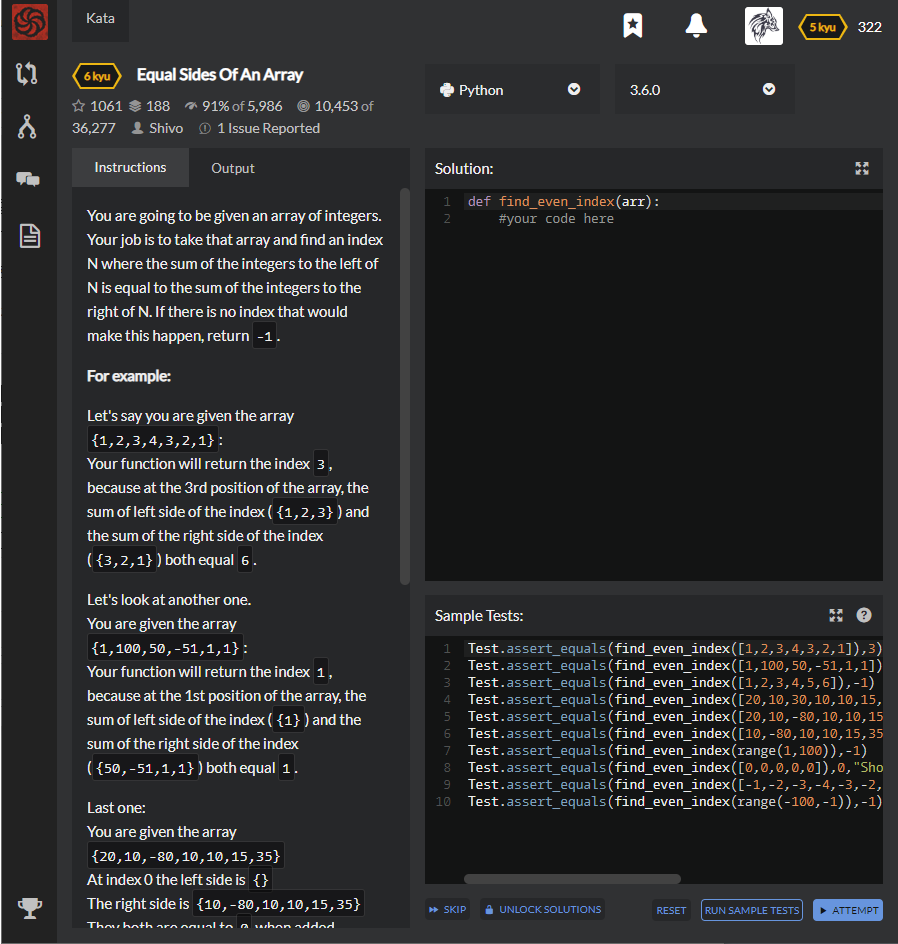 Kata
5 kyu 322
6 kyu Equal Sides Of An Array
1061 188 91% of 5,986 10,453 of
36,277 Shivo 1 Issue Reported
Python
3.6.0
Instructions
Output
You are going to be given an array of integers.
Your job is to take that array and find an index
N where the sum of the integers to the left of
N is equal to the sum of the integers to the
right of N. If there is no index that would
make this happen, return -1.
For example:
Let's say you are given the array
{1,2,3,4,3,2,1}:
Your function will return the index 3,
because at the 3rd position of the array, the
sum of left side of the index ({1,2,3}) and
the sum of the right side of the index
({3,2,1}) both equal 6.
Let's look at another one.
You are given the array
{1,100,50,-51,1,1}:
Your function will return the index 1,
because at the 1st position of the array, the
sum of left side of the index ({1}) and the
sum of the right side of the index
({50,-51,1,1}) both equal 1.
Last one:
You are given the array
{20,10,-80,10,10,15,35}
At index 0 the left side is {}
The right side is {10,-80,10,10,15,35}
They both are equal to 0 when added
Solution:
1 def find_even_index(arr):
2 #your code here
Sample Tests:
1 Test.assert_equals(find_even_index([1,2,3,4,3,2,1]),3)
2 Test.assert_equals(find_even_index([1,100,50,-51,1,1])
3 Test.assert_equals(find_even_index([1,2,3,4,5,6]),-1)
4 Test.assert_equals(find_even_index([20,10,30,10,10,15,
5 Test.assert_equals(find_even_index([20,10,-80,10,10,15
6 Test.assert_equals(find_even_index([10,-80,10,10,15,35
7 Test.assert_equals(find_even_index(range(1,100)),-1)
8 Test.assert_equals(find_even_index([0,0,0,0,0]),0,"Sho
9 Test.assert_equals(find_even_index([-1,-2,-3,-4,-3,-2,
10 Test.assert_equals(find_even_index(range(-100,-1)),-1)
SKIP UNLOCK SOLUTIONS RESET RUN SAMPLE TESTS ATTEMPT